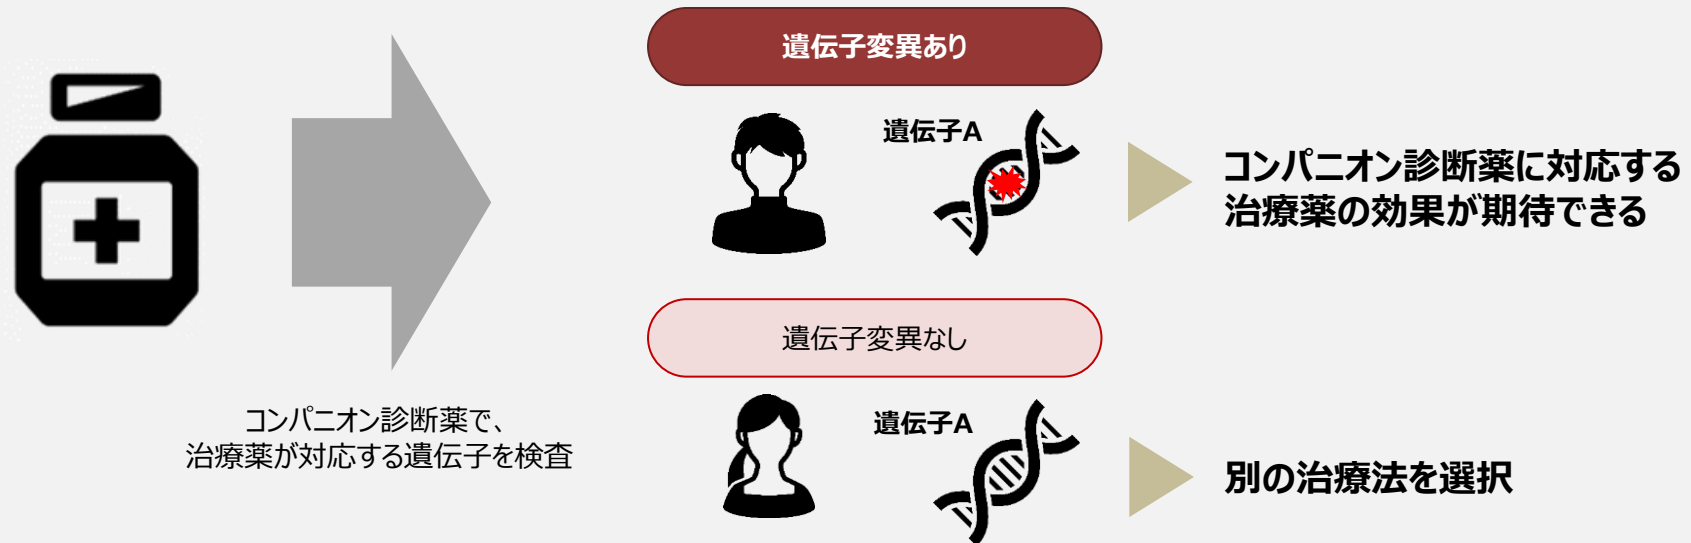 遺伝子変異あり
遺伝子A
コンパニオン診断薬に対応する
治療薬の効果が期待できる
遺伝子変異なし
コンパニオン診断薬で、
治療薬が対応する遺伝子を検査
遺伝子A
別の治療法を選択